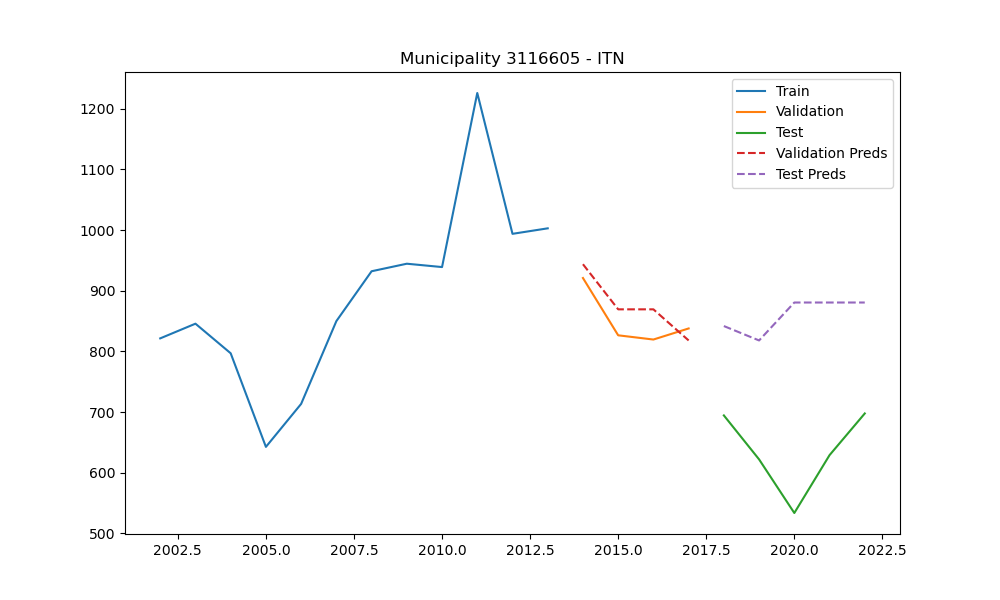 Municipality 3116605 - ITN
Train
Validation
Test
Validation Preds
Test Preds
1200
1100
1000
900
800
700
600
500
2002.5 2005.0 2007.5 2010.0 2012.5 2015.0 2017.5 2020.0 2022.5